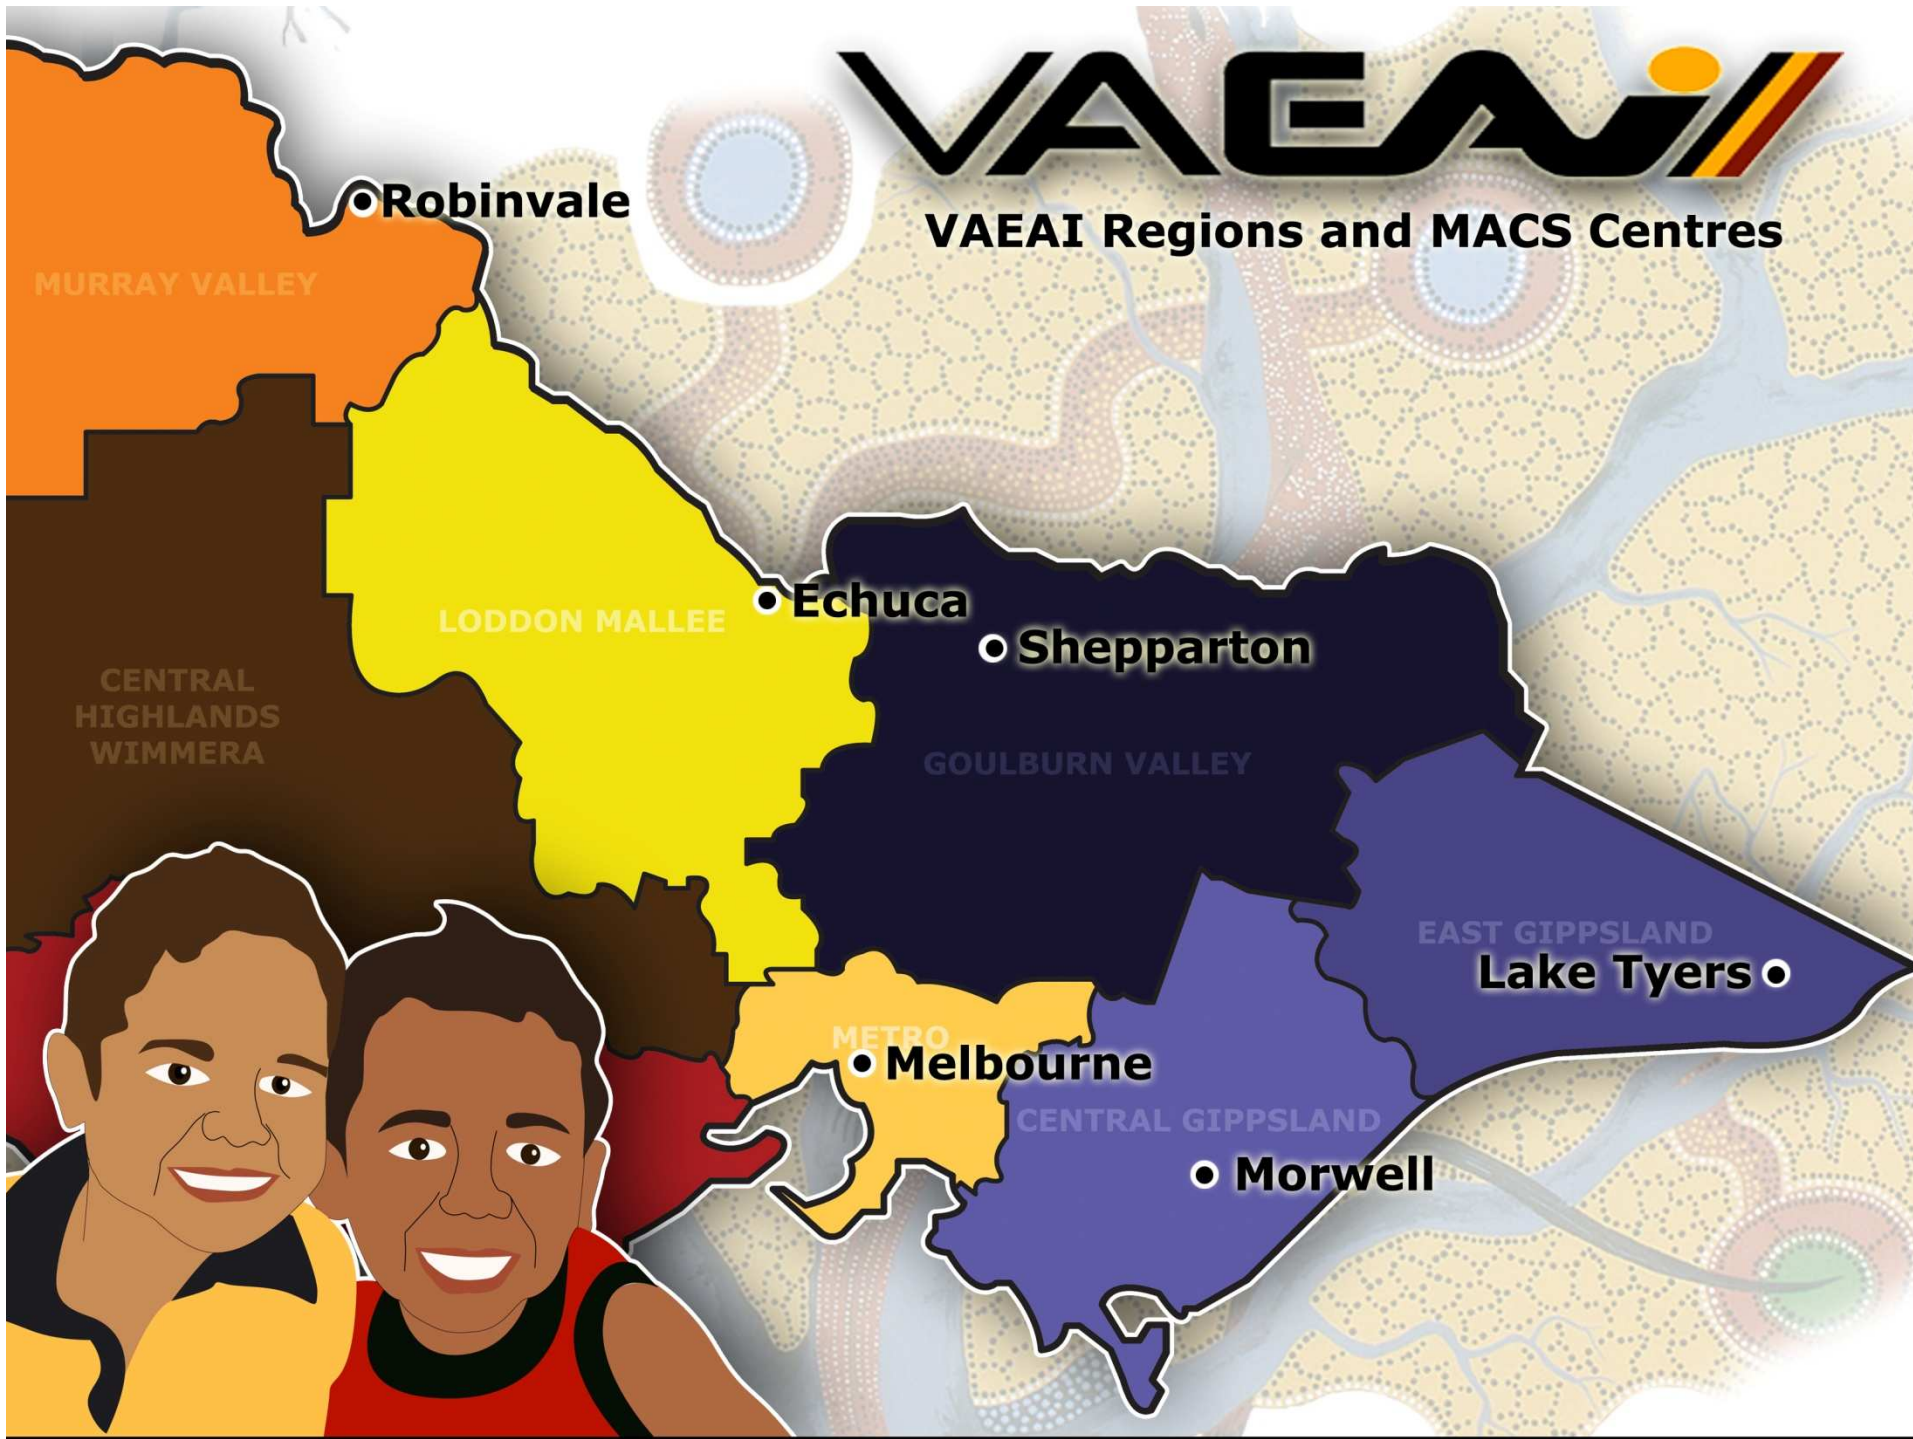 VAEAI
VAEAI Regions and MACS Centres
Robinvale
MURRAY VALLEY
Echuca
LODDON MALLEE
Shepparton
CENTRAL
HIGHLANDS
WIMMERA
GOULBURN VALLEY
EAST GIPPSLAND
Lake Tyers
METRO
Melbourne
CENTRAL GIPPSLAND
Morwell